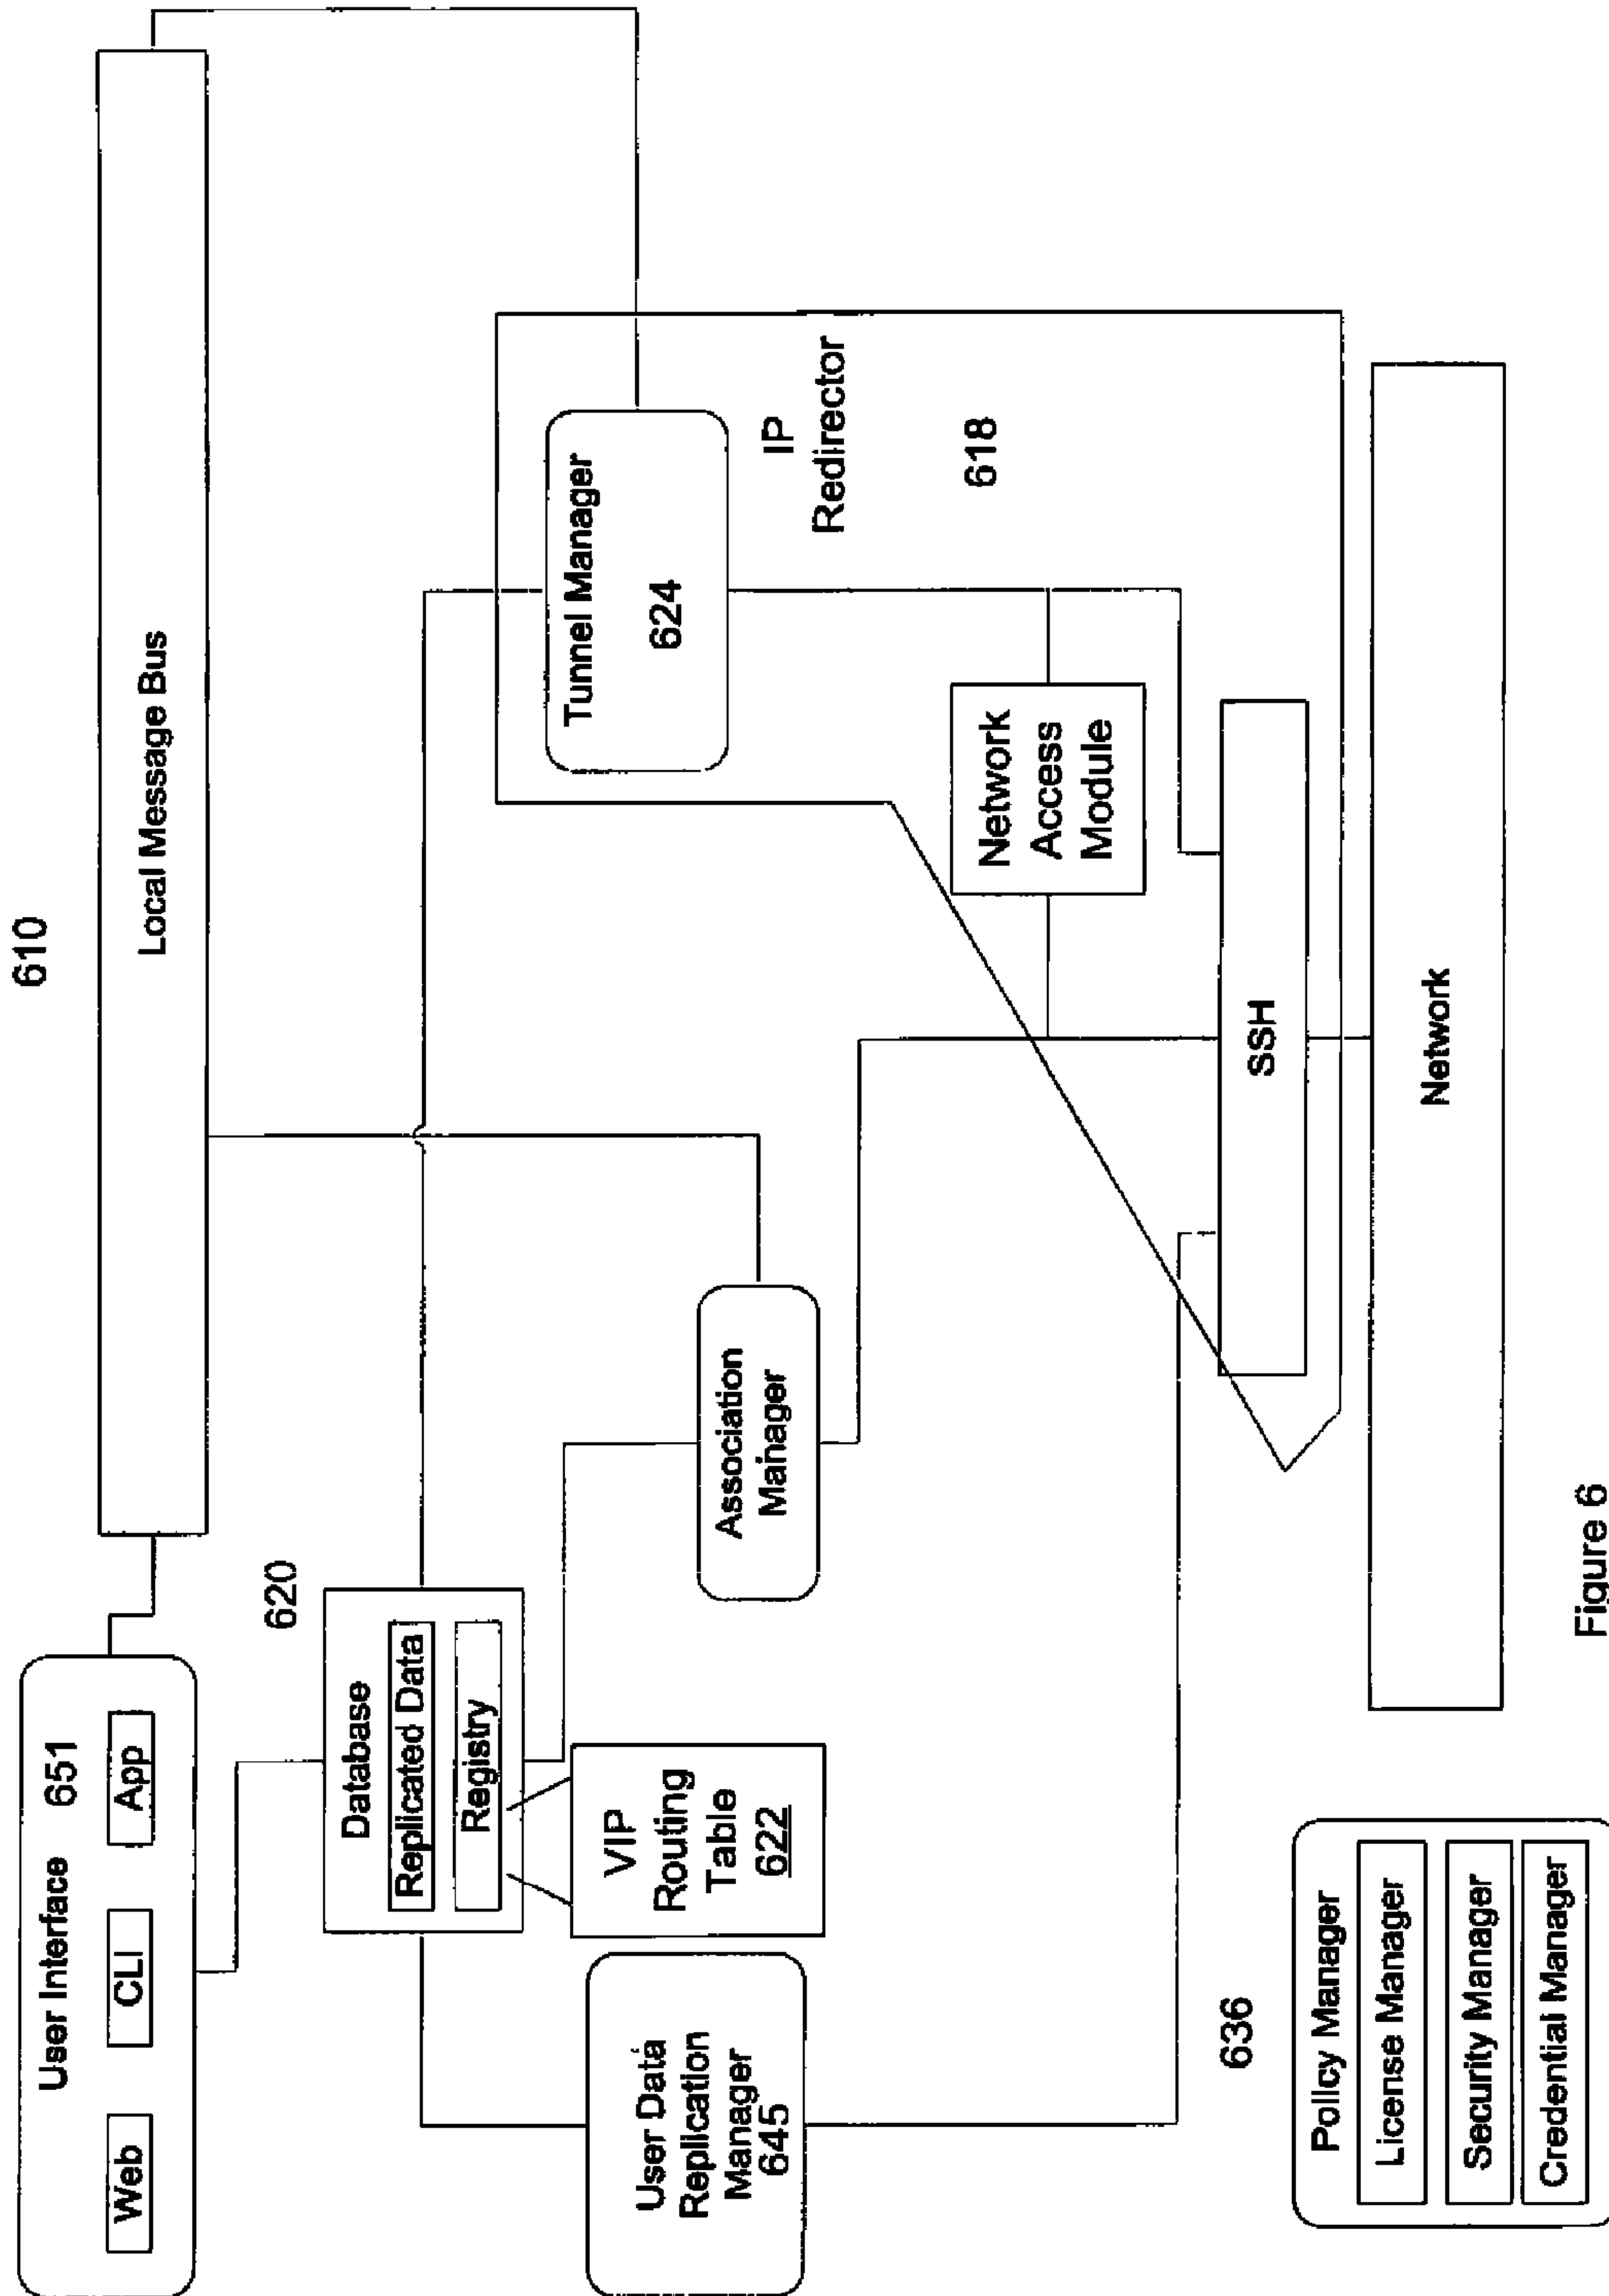 610
User Interface 651
Web
CLI
App
Local Message Bus
620
Database
Replicated Data
Registry
VIP
Routing
Table
622
User Data
Replication
Manager
645
Association
Manager
Tunnel Manager
624
IP
Redirector
618
Network
Access
Module
SSH
Network
636
Policy Manager
License Manager
Security Manager
Credential Manager
Figure 6